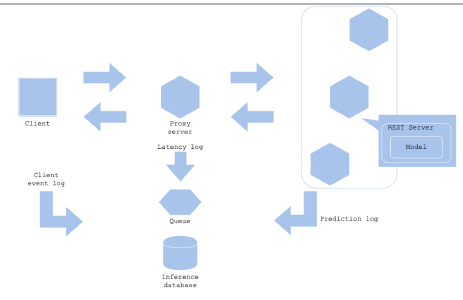 Client
Proxy
server
REST Server
Model
Latency log
Client
event log
Queue
Prediction log
Inference
database